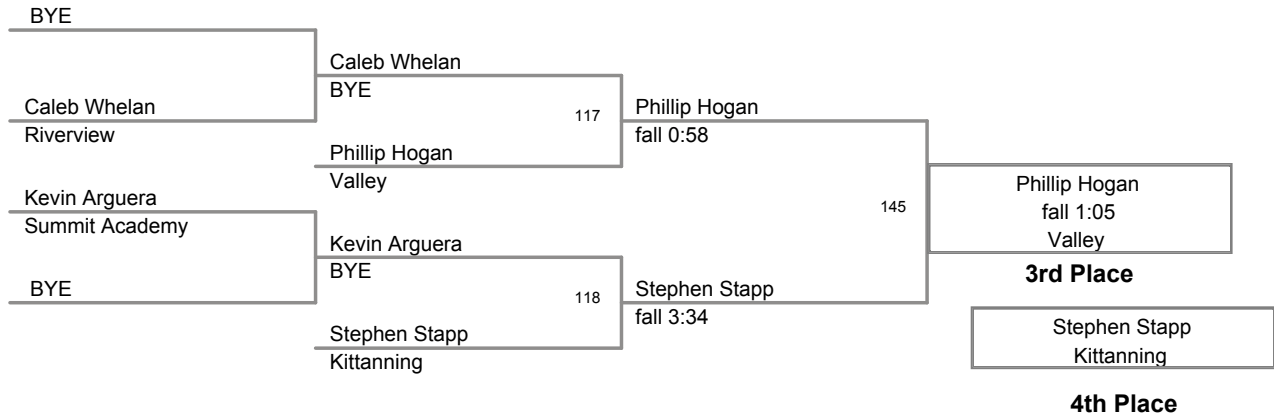 BYE
Caleb Whelan
BYE
Caleb Whelan
Riverview
117
Phillip Hogan
fall 0:58
Phillip Hogan
Valley
Kevin Arguera
Summit Academy
145
Phillip Hogan
fall 1:05
Valley
3rd Place
Kevin Arguera
BYE
BYE
118
Stephen Stapp
fall 3:34
Stephen Stapp
Kittanning
Stephen Stapp
Kittanning
4th Place